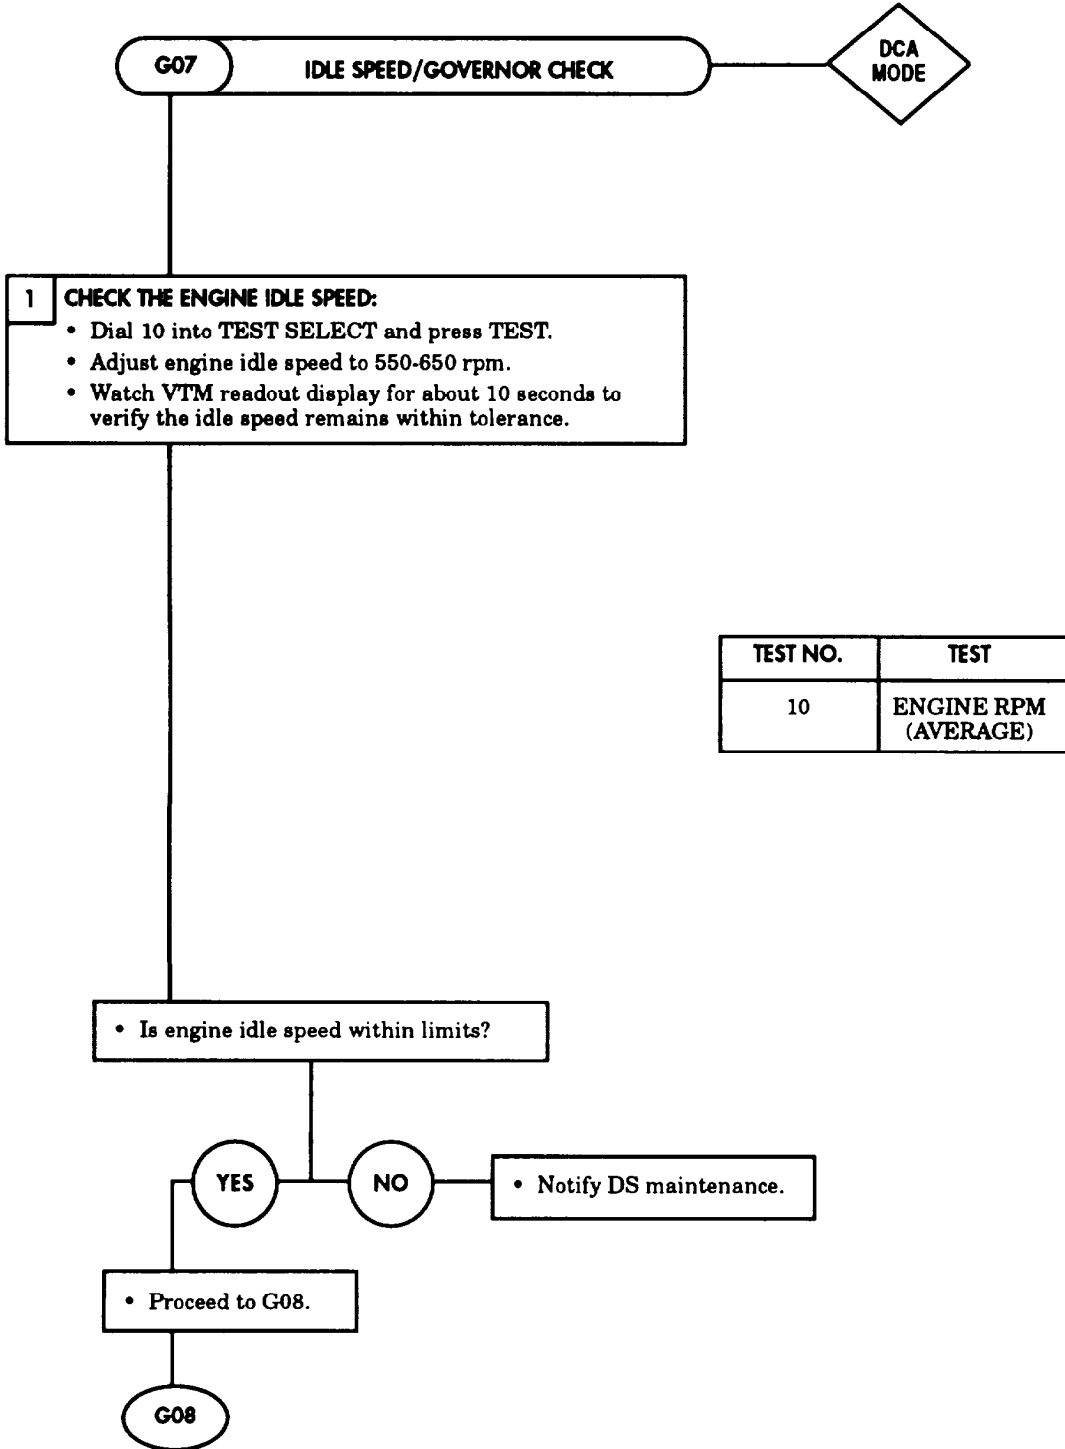 G07 IDLE SPEED/GOVERNOR CHECK
DCA
MODE
1 CHECK THE ENGINE IDLE SPEED:
• Dial 10 into TEST SELECT and press TEST.
• Adjust engine idle speed to 550-650 rpm.
• Watch VTM readout display for about 10 seconds to
verify the idle speed remains within tolerance.
TEST NO. TEST
10 ENGINE RPM
(AVERAGE)
• Is engine idle speed within limits?
YES NO • Notify DS maintenance.
• Proceed to G08.
G08